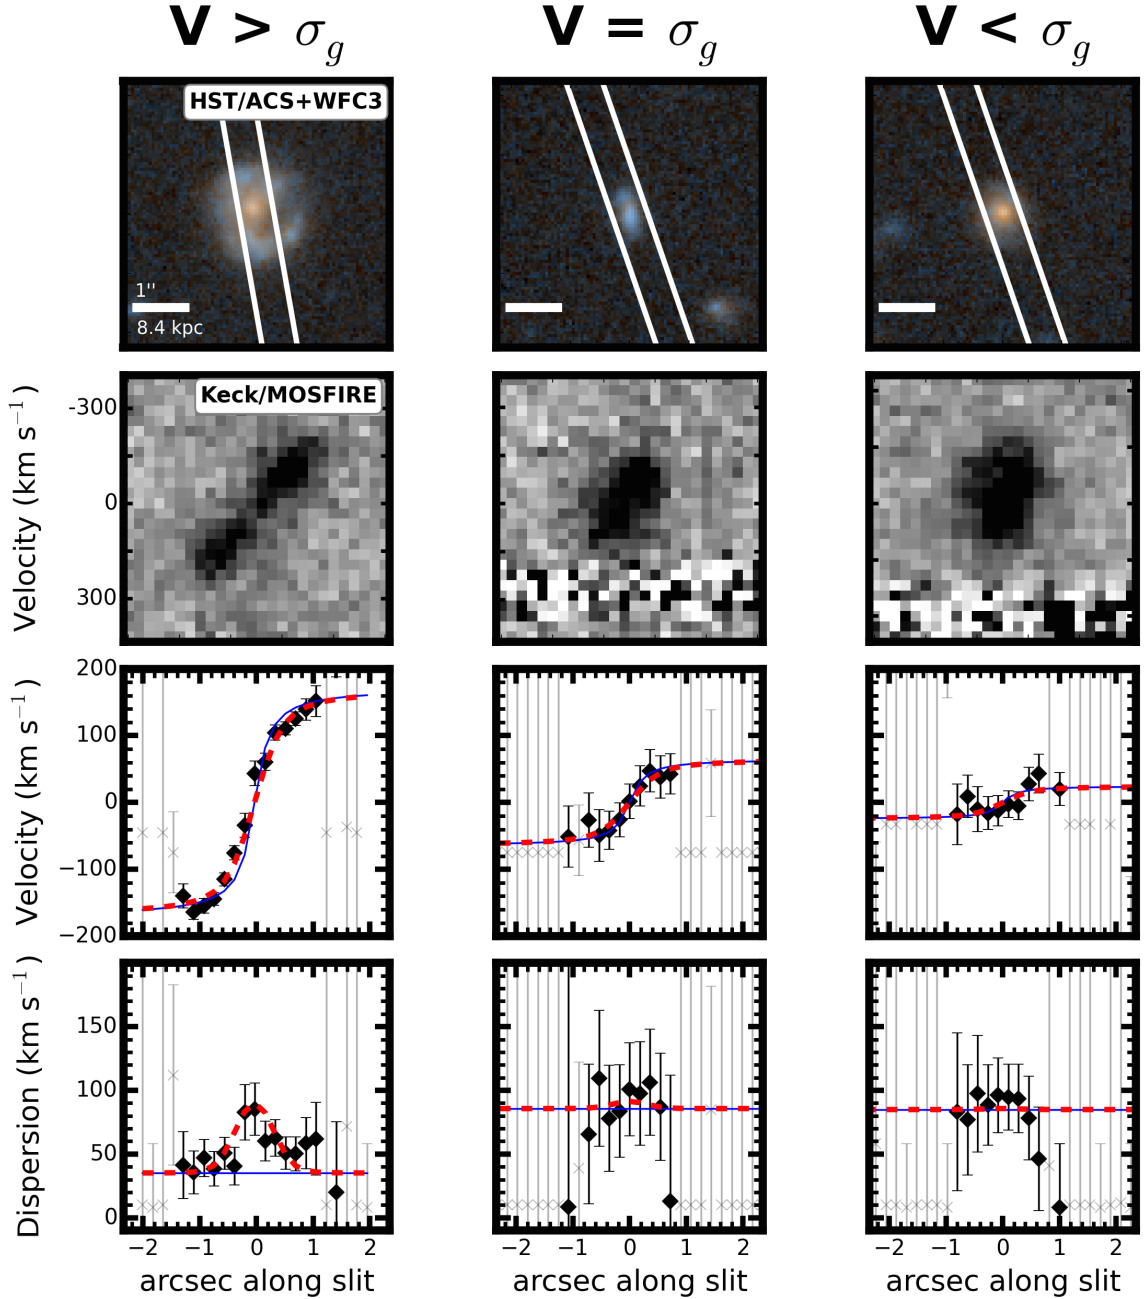 V > σg V = σg V < σg
HST/ACS+WFC3
1''
8.4 kpc
Keck/MOSFIRE
Velocity (km s−1)
-300
0
300
Velocity (km s−1)
200
100
0
−100
−200
Dispersion (km s−1)
150
100
50
0
−2 −1 0 1 2 −2 −1 0 1 2 −2 −1 0 1 2
arcsec along slit arcsec along slit arcsec along slit